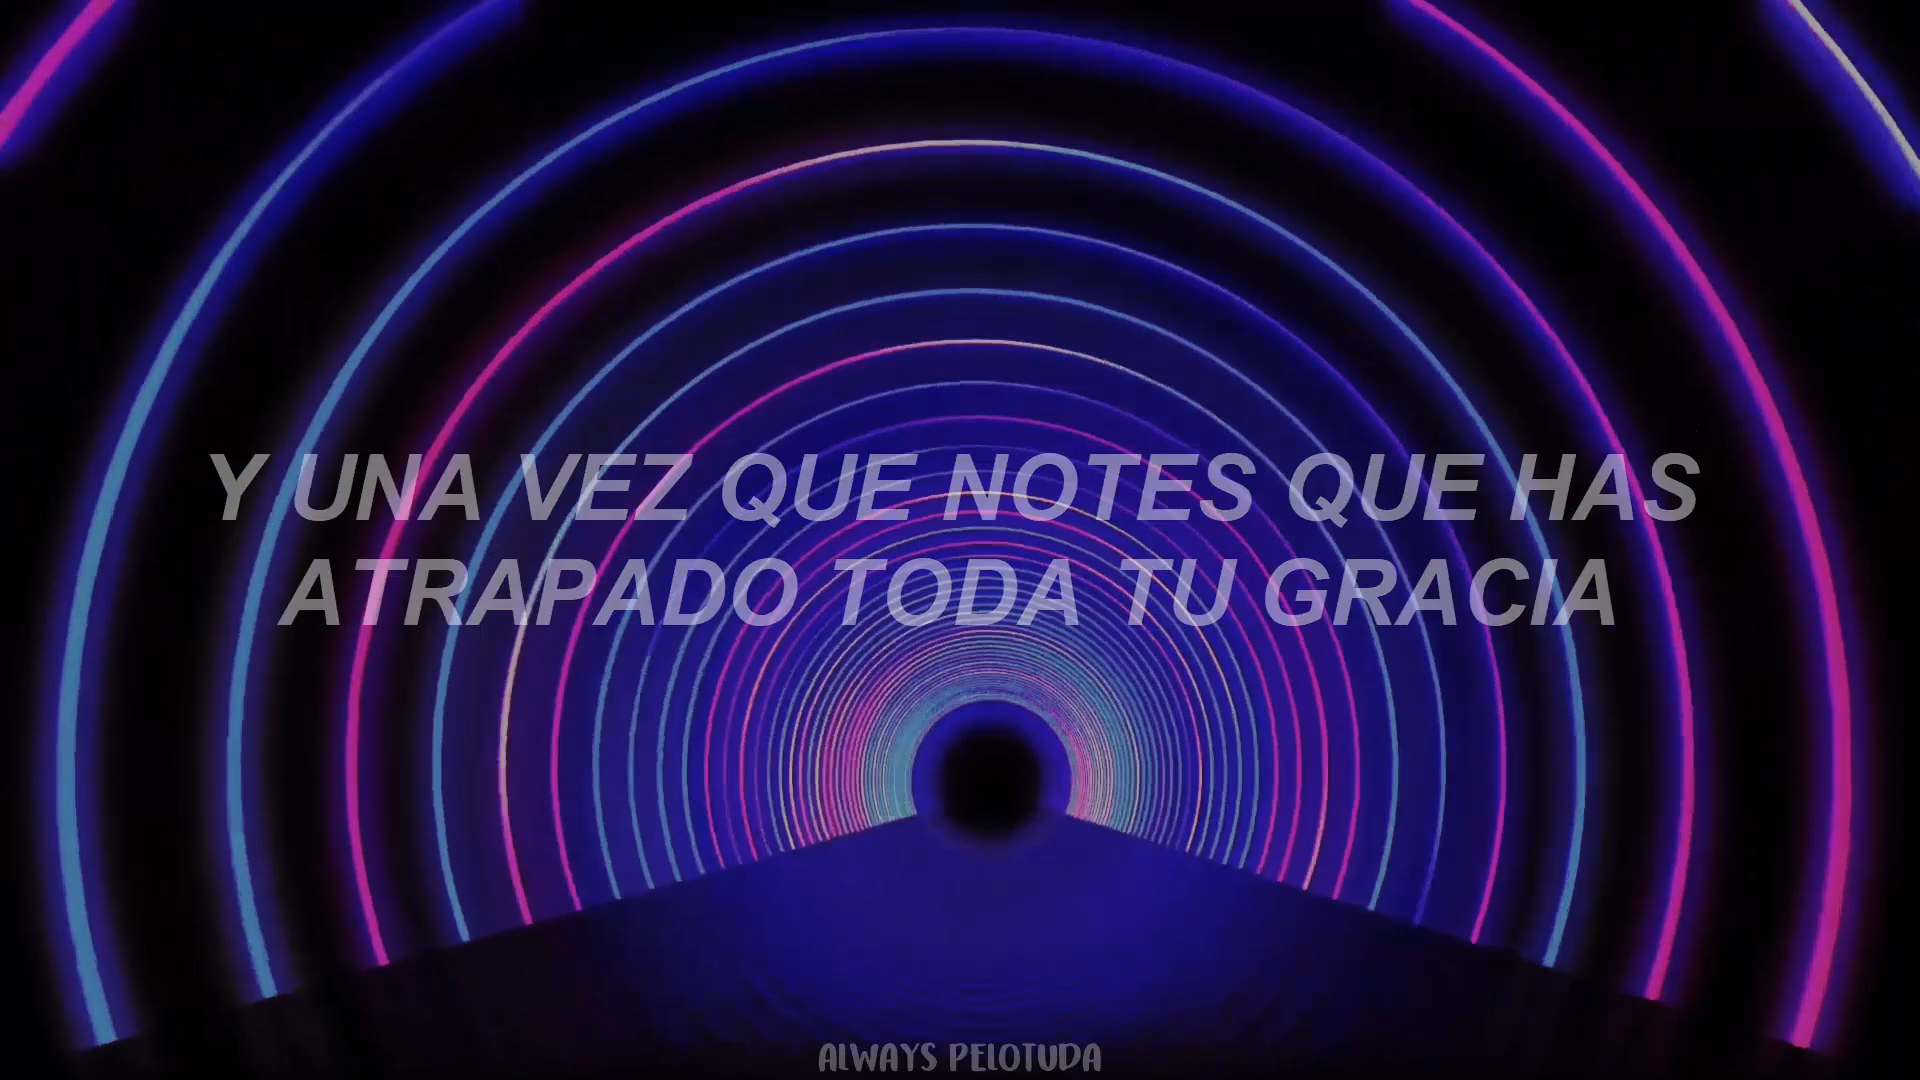 Y UNA VEZ QUE NOTES QUE HAS
ATRAPADO TODA TU GRACIA
ALWAYS PELOTUDA